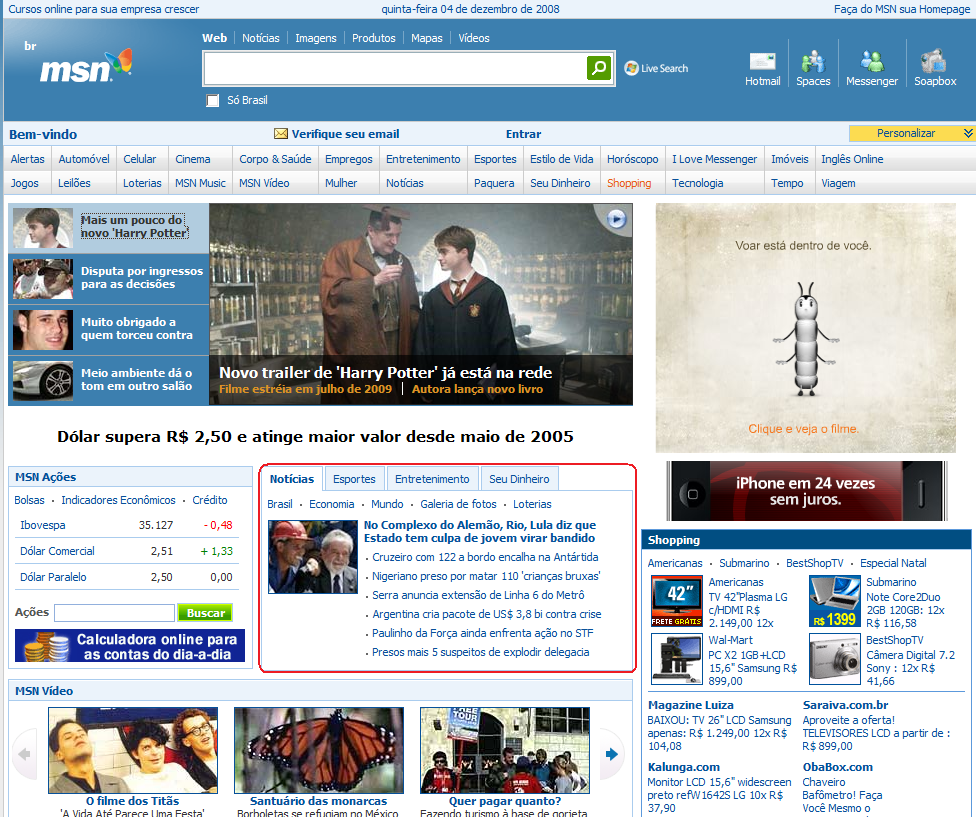 Cursos online para sua empresa crescer
quinta-feira 04 de dezembro de 2008
Faça do MSN sua Homepage
br
msn
Web Notícias Imagens Produtos Mapas Vídeos
Live Search
Só Brasil
Hotmail Spaces Messenger Soapbox
Bem-vindo
Verifique seu email
Entrar
Personalizar
Alertas Automóvel Celular Cinema Corpo & Saúde Empregos Entretenimento Esportes Estilo de Vida Horóscopo I Love Messenger Imóveis Inglês Online
Jogos Leilões Loterias MSN Music MSN Vídeo Mulher Notícias Paquera Seu Dinheiro Shopping Tecnologia Tempo Viagem
Mais um pouco do
novo 'Harry Potter'
Disputa por ingressos
para as decisões
Muito obrigado a
quem torceu contra
Meio ambiente dá o
tom em outro salão
Novo trailer de 'Harry Potter' já está na rede
Filme estréia em julho de 2009 | Autora lança novo livro
Voar está dentro de você.
Clique e veja o filme.
Dólar supera R$ 2,50 e atinge maior valor desde maio de 2005
MSN Ações
Bolsas · Indicadores Econômicos · Crédito
Ibovespa 35.127 - 0,48
Dólar Comercial 2,51 + 1,33
Dólar Paralelo 2,50 0,00
Ações Buscar
Calculadora online para
as contas do dia-a-dia
Notícias Esportes Entretenimento Seu Dinheiro
Brasil · Economia · Mundo · Galeria de fotos · Loterias
No Complexo do Alemão, Rio, Lula diz que
Estado tem culpa de jovem virar bandido
· Cruzeiro com 122 a bordo encalha na Antártida
· Nigeriano preso por matar 110 'crianças bruxas'
· Serra anuncia extensão de Linha 6 do Metrô
· Argentina cria pacote de US$ 3,8 bi contra crise
· Paulinho da Força ainda enfrenta ação no STF
· Presos mais 5 suspeitos de explodir delegacia
iPhone em 24 vezes
sem juros.
Shopping
Americanas · Submarino · BestShopTV · Especial Natal
42"
FRETE GRÁTIS
Americanas
TV 42"Plasma LG
c/HDMI R$
2.149,00 12x
R$ 1399
Submarino
Note Core2Duo
2GB 120GB: 12x
R$ 116,58
Wal-Mart
PC X2 1GB+LCD
15,6" Samsung R$
899,00
BestShopTV
Câmera Digital 7.2
Sony : 12x R$
41,66
Magazine Luiza
BAIXOU: TV 26" LCD Samsung
apenas: R$ 1.249,00 12x R$
104,08
Saraiva.com.br
Aproveite a oferta!
TELEVISORES LCD a partir de :
R$ 899,00
Kalunga.com
Monitor LCD 15,6" widescreen
preto refW1642S LG 10x R$
37,90
ObaBox.com
Chaveiro
Bafômetro! Faça
Você Mesmo o
MSN Vídeo
O filme dos Titãs
'A Vida Até Parece Uma Festa'
Santuário das monarcas
Borboletas se refugiam no México
TOUR
Quer pagar quanto?
Fazendo turismo à base de gorjeta